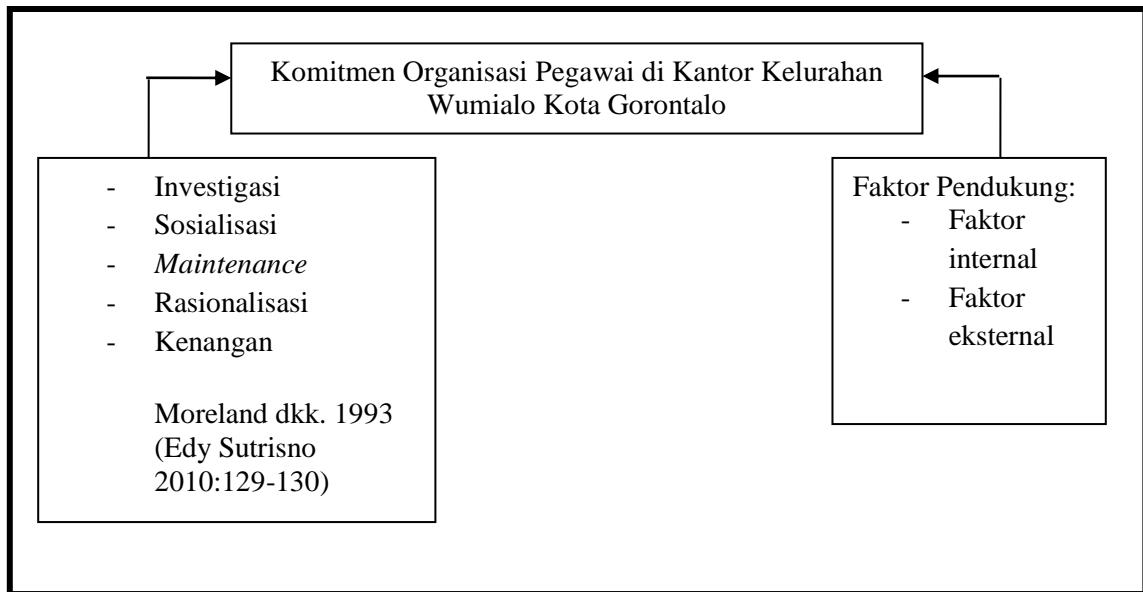 Komitmen Organisasi Pegawai di Kantor Kelurahan
Wumialo Kota Gorontalo
- Investigasi
- Sosialisasi
- Maintenance
- Rasionalisasi
- Kenangan
Moreland dkk. 1993
(Edy Sutrisno
2010:129-130)
Faktor Pendukung:
- Faktor
internal
- Faktor
eksternal